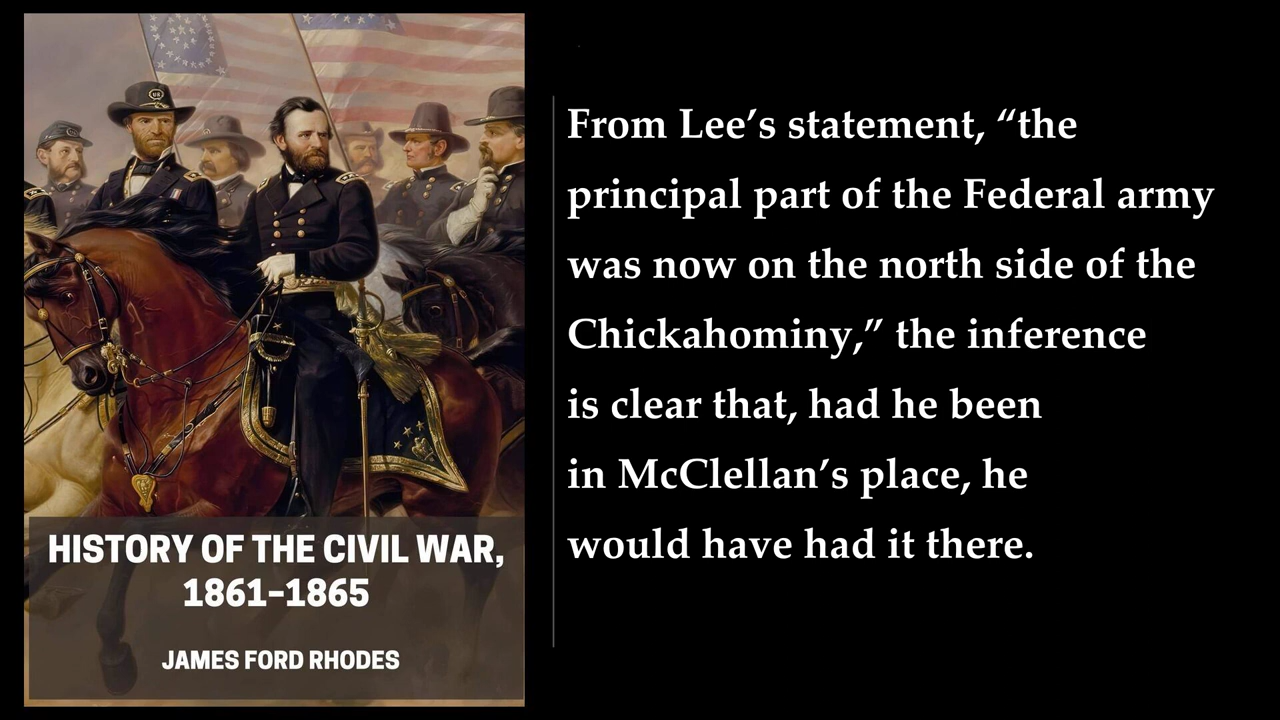 HISTORY OF THE CIVIL WAR,
1861–1865
JAMES FORD RHODES
From Lee’s statement, “the
principal part of the Federal army
was now on the north side of the
Chickahominy,” the inference
is clear that, had he been
in McClellan’s place, he
would have had it there.